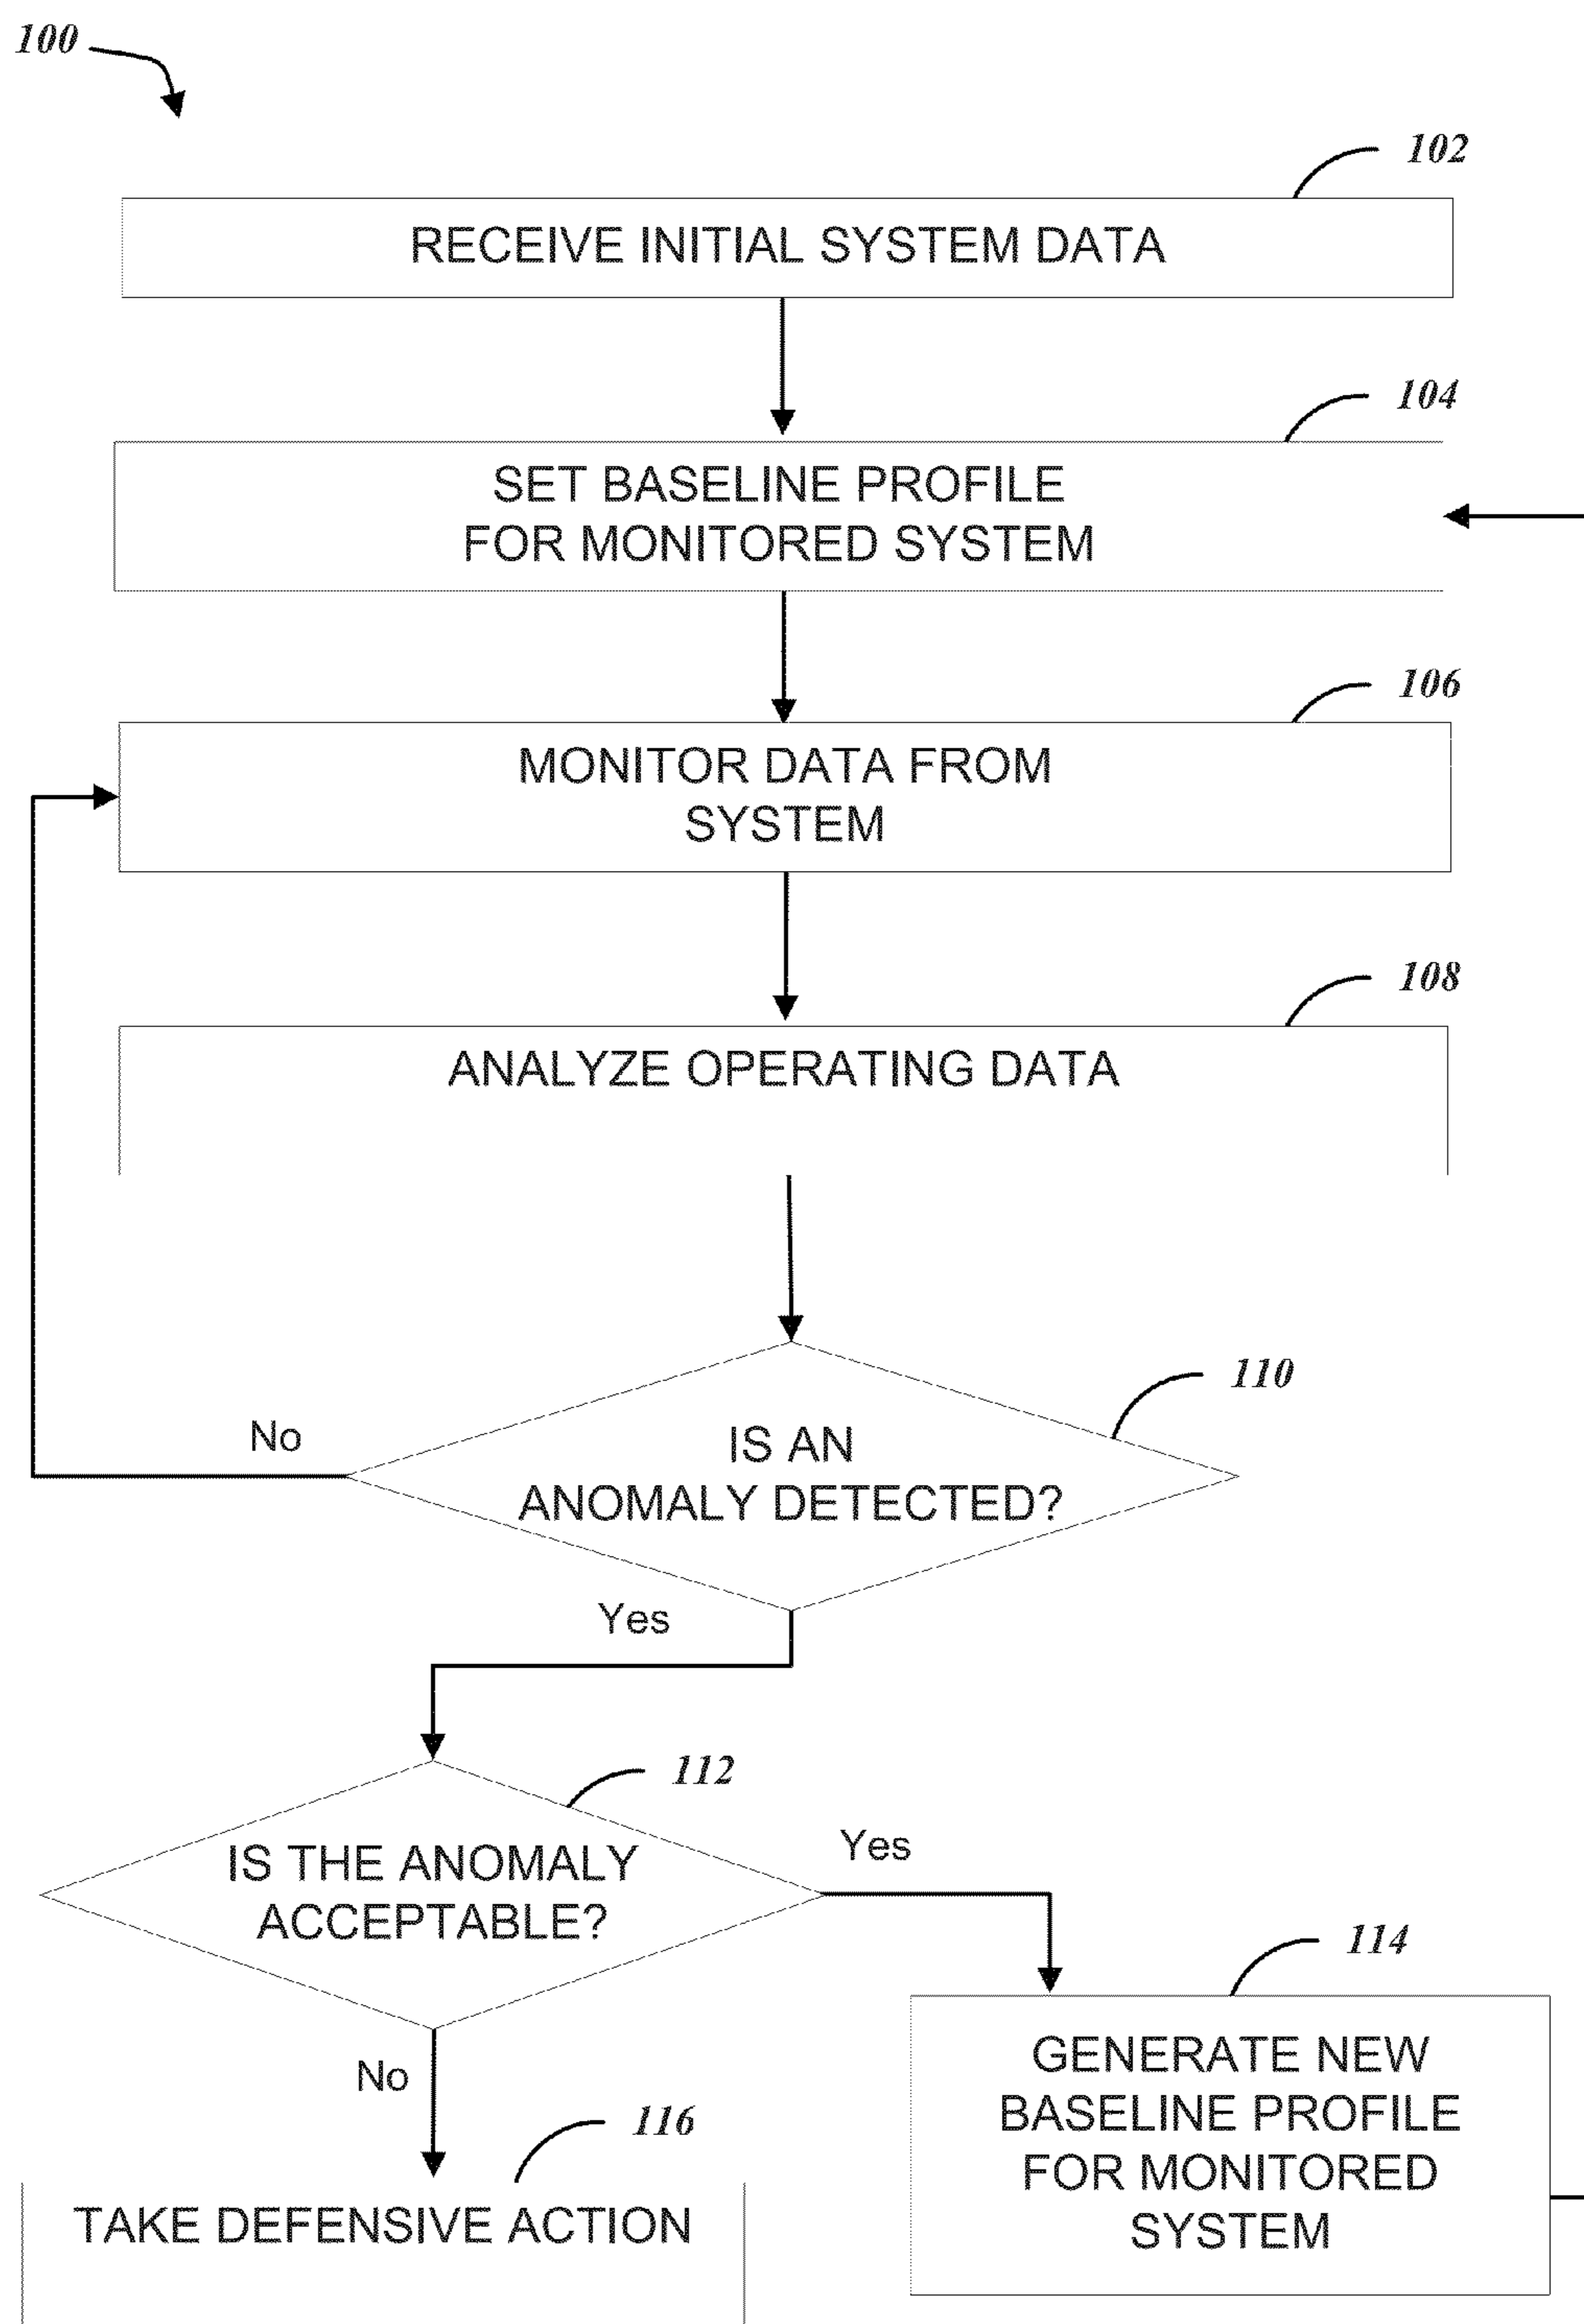 100
102
RECEIVE INITIAL SYSTEM DATA
104
SET BASELINE PROFILE
FOR MONITORED SYSTEM
106
MONITOR DATA FROM
SYSTEM
108
ANALYZE OPERATING DATA
110
No
IS AN
ANOMALY DETECTED?
Yes
112
IS THE ANOMALY
ACCEPTABLE?
Yes
114
No
116
GENERATE NEW
BASELINE PROFILE
FOR MONITORED
SYSTEM
TAKE DEFENSIVE ACTION